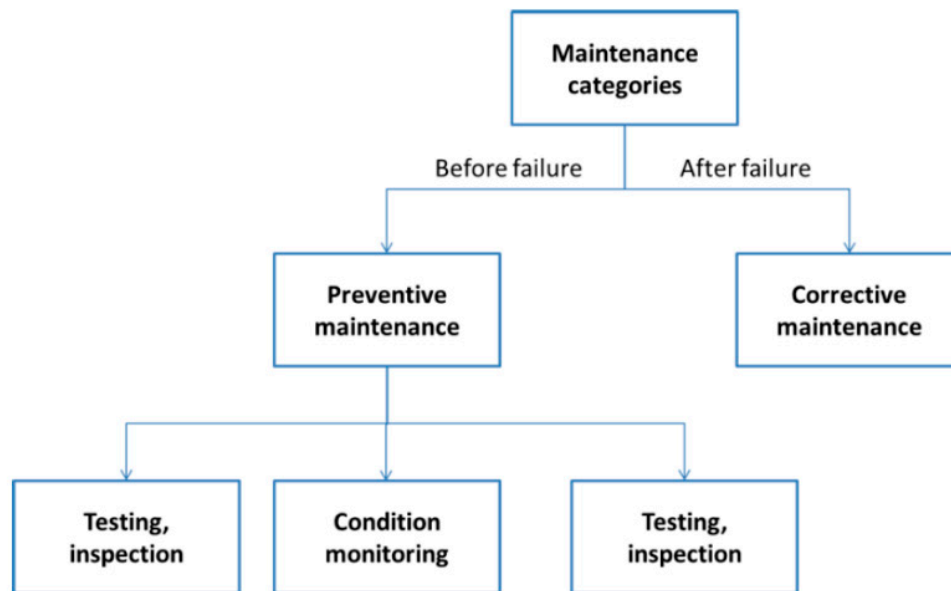 Maintenance
categories
Before failure
After failure
Preventive
maintenance
Corrective
maintenance
Testing,
inspection
Condition
monitoring
Testing,
inspection